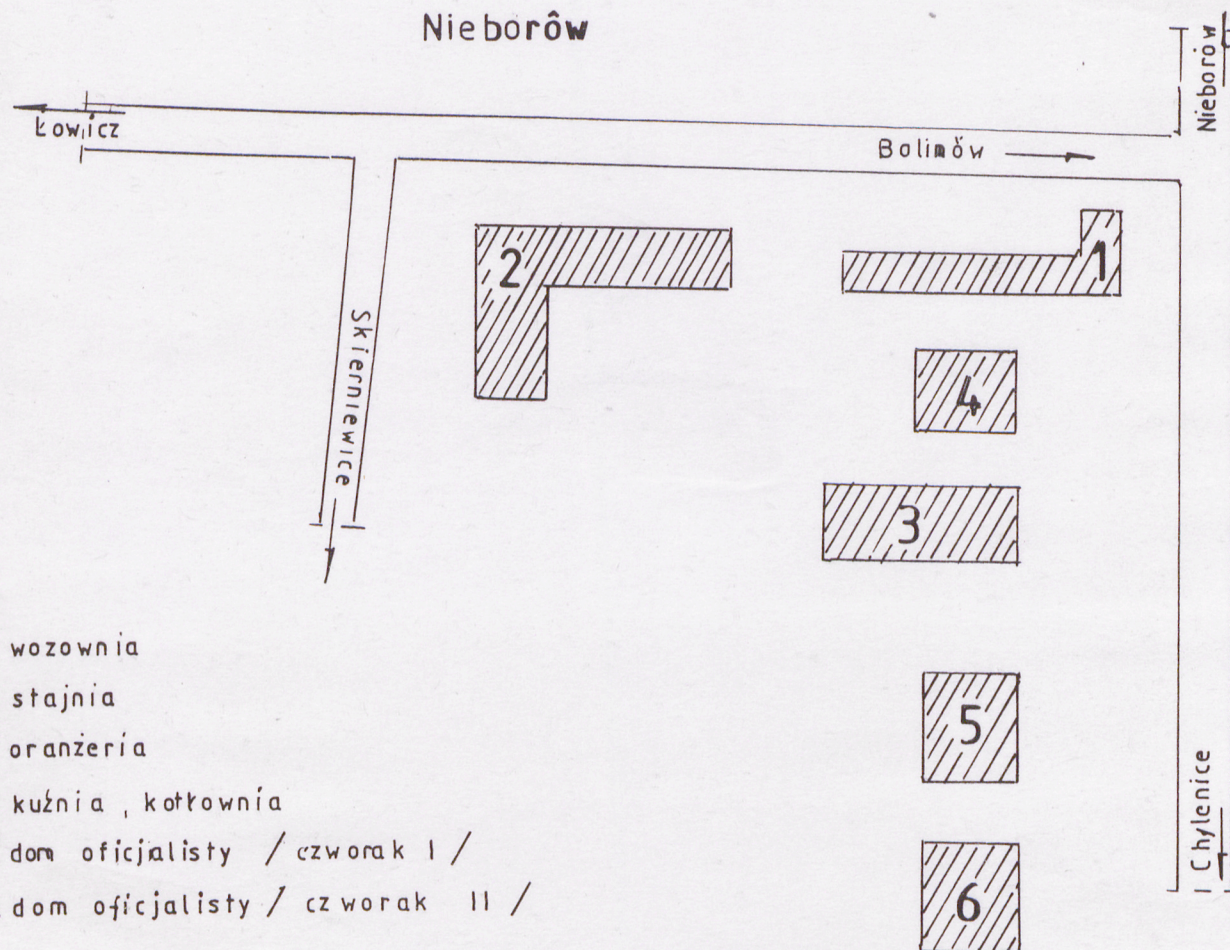 Nieborów
Nieborów
Łowicz
Bolimów
2
1
Skierniewice
4
3
wozownia
stajnia
oranżeria
5
kuźnia , kotłownia
Chylenice
dom oficjalisty / czworak I /
dom oficjalisty / czworak II /
6